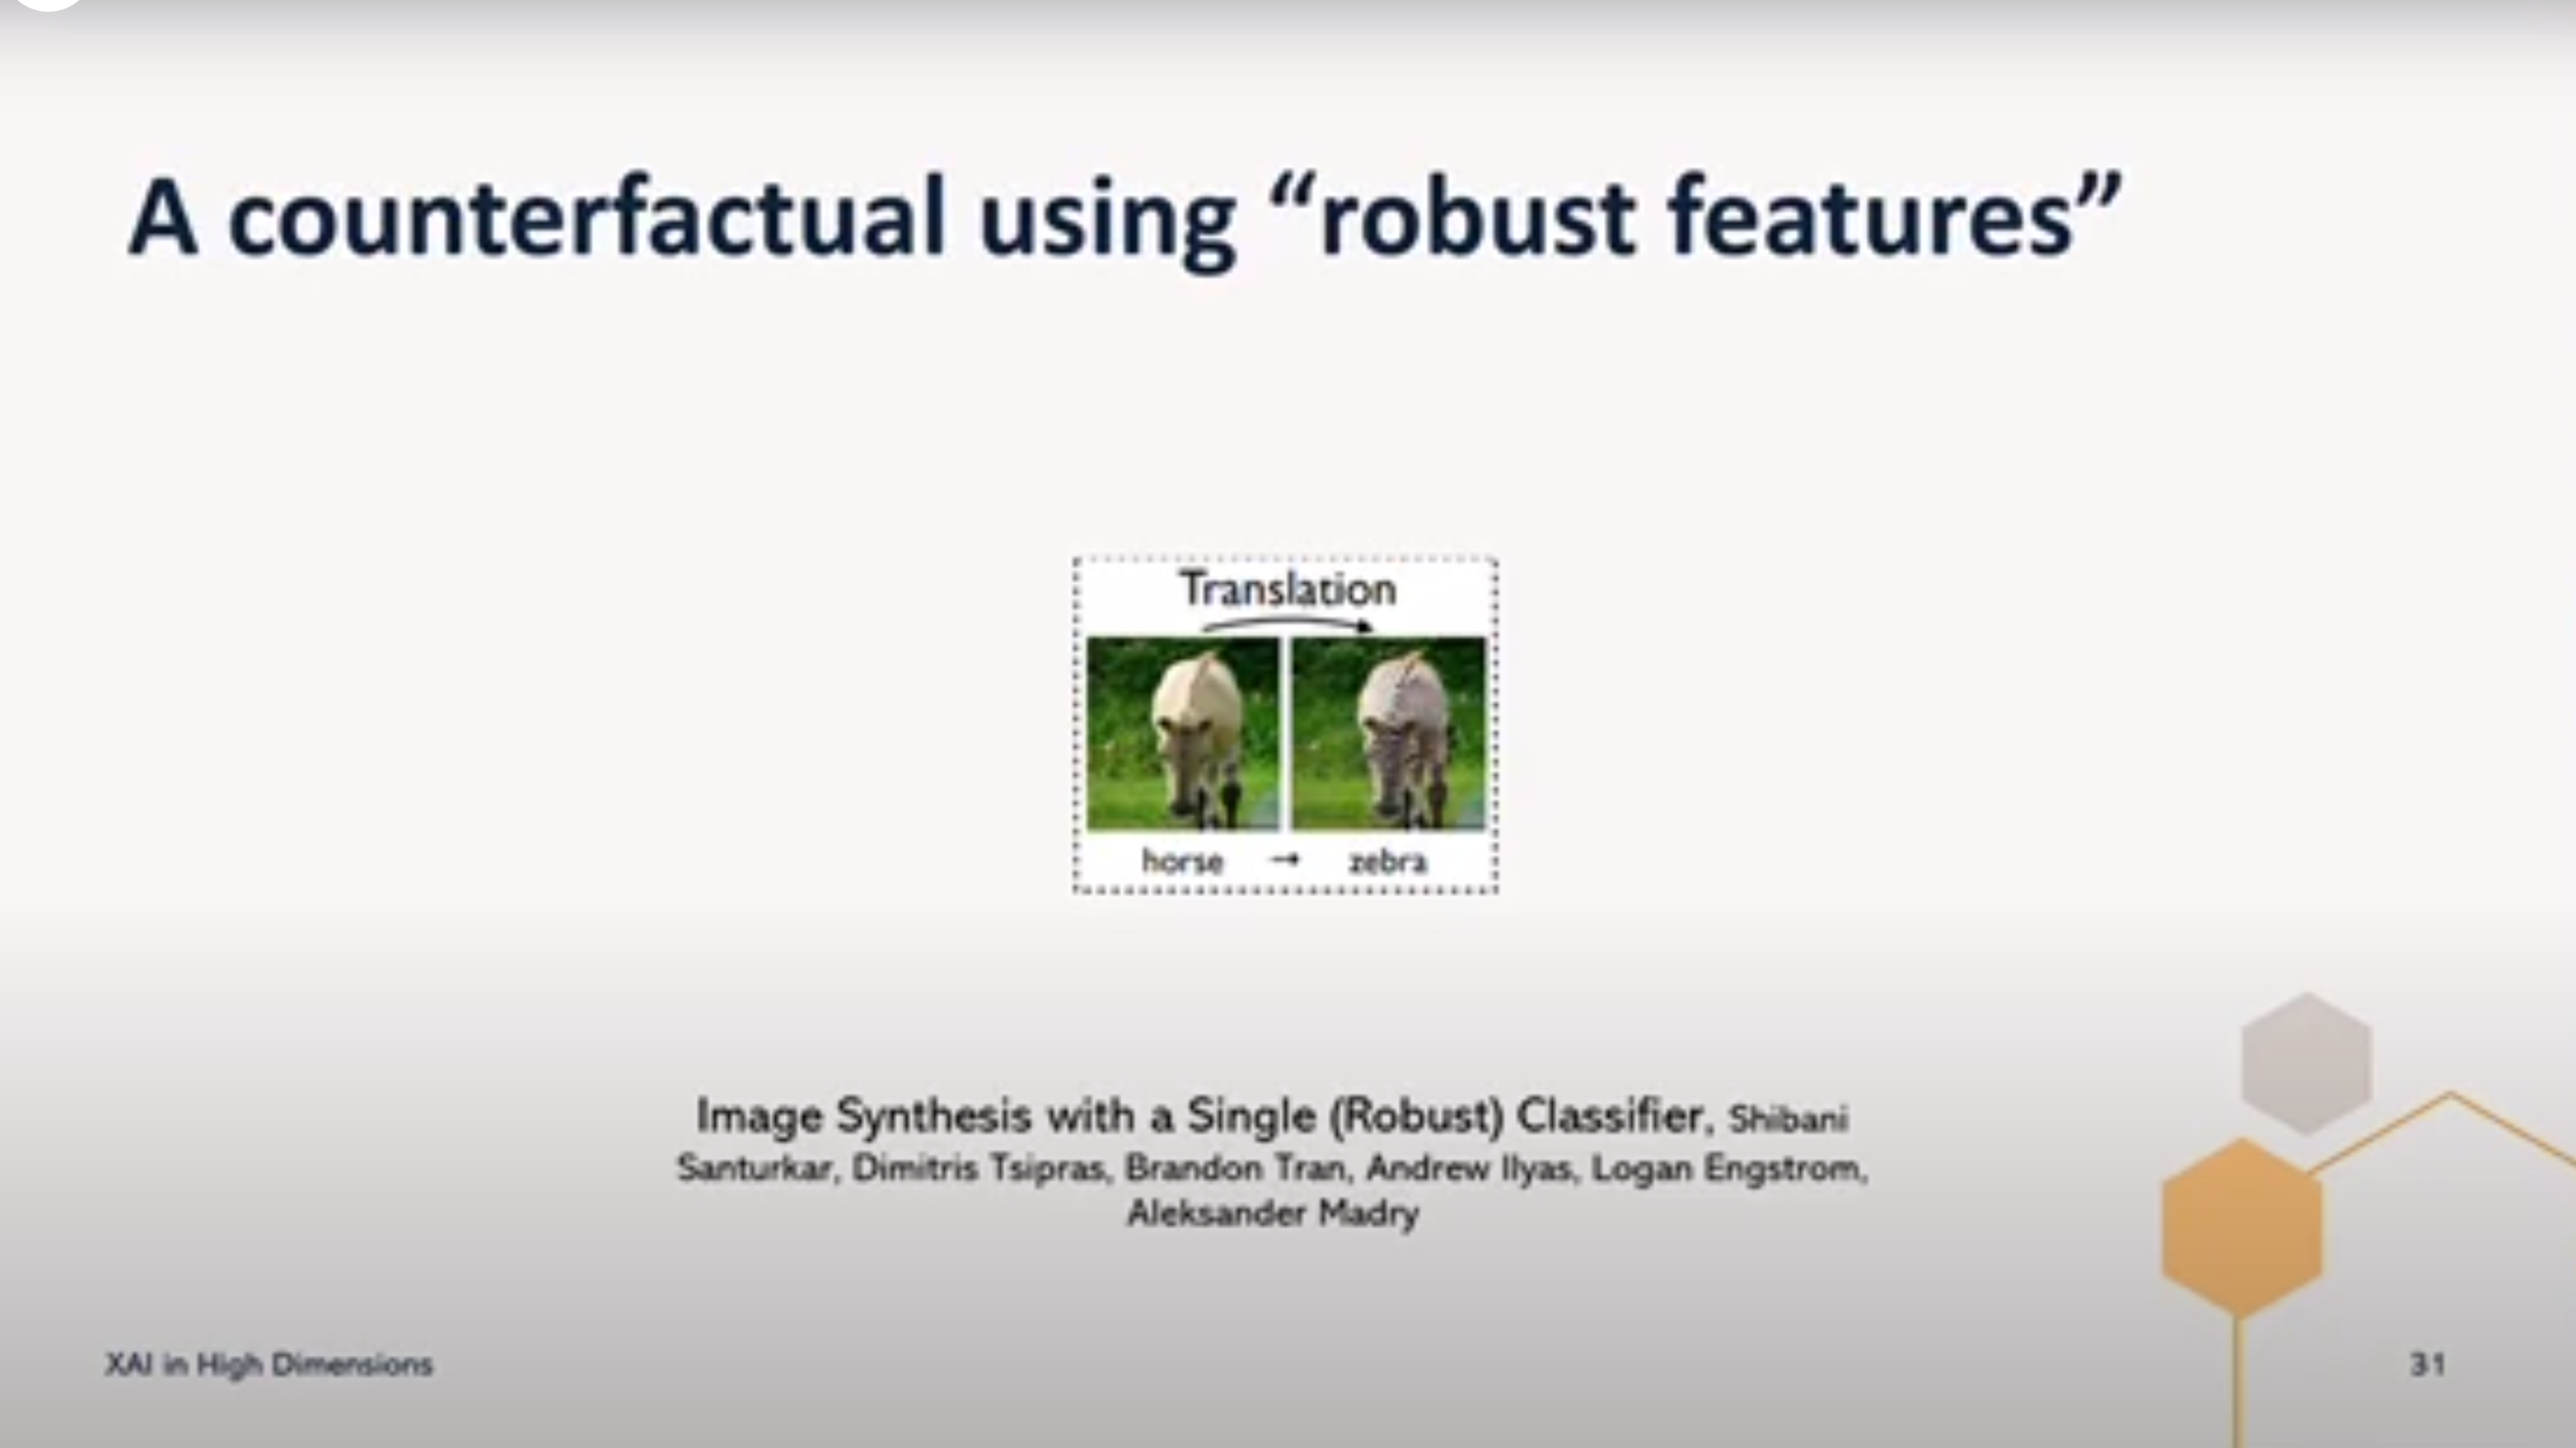 A counterfactual using “robust features”
Translation
horse → zebra
Image Synthesis with a Single (Robust) Classifier, Shibani
Santurkar, Dimitris Tsipras, Brandon Tran, Andrew Ilyas, Logan Engstrom,
Aleksander Madry
XAI in High Dimensions
31